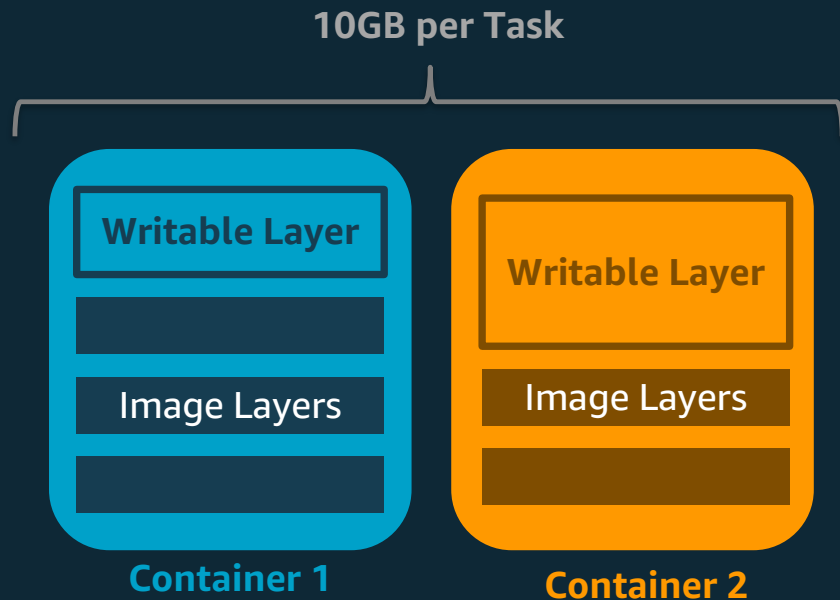 10GB per Task
Writable Layer
Image Layers
Container 1
Writable Layer
Image Layers
Container 2